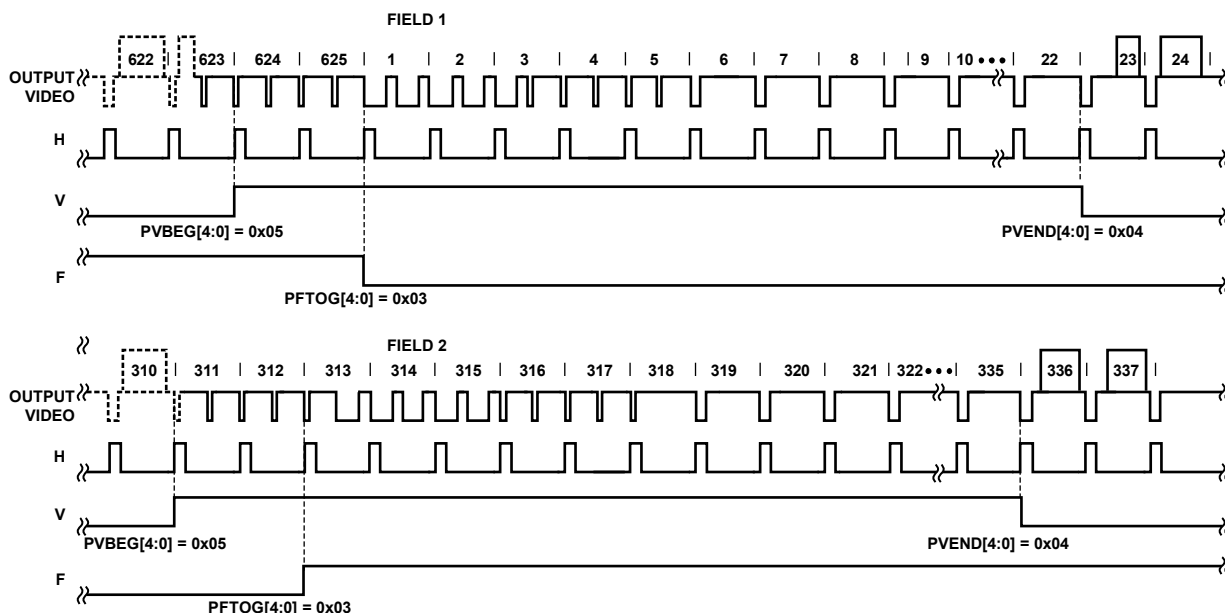 FIELD 1
622 623 624 625 1 2 3 4 5 6 7 8 9 10 ••• 22 23 24
OUTPUT
VIDEO
H
V
PVBEG[4:0] = 0x05 PVEND[4:0] = 0x04
F
PFTOG[4:0] = 0x03
FIELD 2
310 311 312 313 314 315 316 317 318 319 320 321 322 ••• 335 336 337
OUTPUT
VIDEO
H
V
PVBEG[4:0] = 0x05 PVEND[4:0] = 0x04
F
PFTOG[4:0] = 0x03